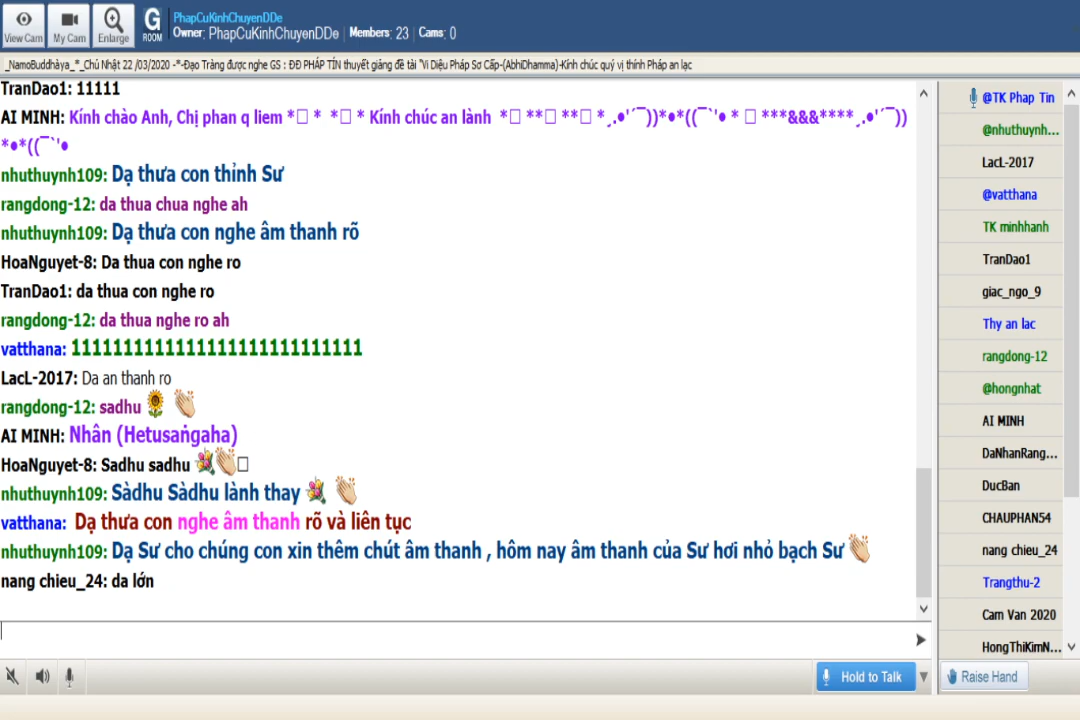 View Cam
My Cam
Enlarge
G
ROOM
PhapCuKinhChuyenDDe
Owner: PhapCuKinhChuyenDDe | Members: 23 | Cams: 0
_NamoBuddhàya_*_Chủ Nhật 22 /03/2020 -*-Đạo Tràng được nghe GS : ĐĐ PHÁP TÍN thuyết giảng đề tài "Vi Diệu Pháp Sơ Cấp-(AbhiDhamma)-Kính chúc quý vị thính Pháp an lạc
TranDao1: 11111
AI MINH: Kính chào Anh, Chị phan q liem *□ * *□ * Kính chúc an lành *□ **□ **□ *¸.•'´¯))*•*((¯`'• * □ ***&&&****¸.•'´¯))
*•*((¯`'•
nhuthuynh109: Dạ thưa con thỉnh Sư
rangdong-12: da thua chua nghe ah
nhuthuynh109: Dạ thưa con nghe âm thanh rõ
HoaNguyet-8: Da thua con nghe ro
TranDao1: da thua con nghe ro
rangdong-12: da thua nghe ro ah
vatthana: 1111111111111111111111111111
LacL-2017: Da an thanh ro
rangdong-12: sadhu 🌻 👏
AI MINH: Nhân (Hetusaṅgaha)
HoaNguyet-8: Sadhu sadhu 💐👏□
nhuthuynh109: Sàdhu Sàdhu lành thay 💐 👏
vatthana: Dạ thưa con nghe âm thanh rõ và liên tục
nhuthuynh109: Dạ Sư cho chúng con xin thêm chút âm thanh , hôm nay âm thanh của Sư hơi nhỏ bạch Sư 👏
nang chieu_24: da lớn
Hold to Talk
@TK Phap Tin
@nhuthuynh...
LacL-2017
@vatthana
TK minhhanh
TranDao1
giac_ngo_9
Thy an lac
rangdong-12
@hongnhat
AI MINH
DaNhanRang...
DucBan
CHAUPHAN54
nang chieu_24
Trangthu-2
Cam Van 2020
HongThiKimN...
Raise Hand